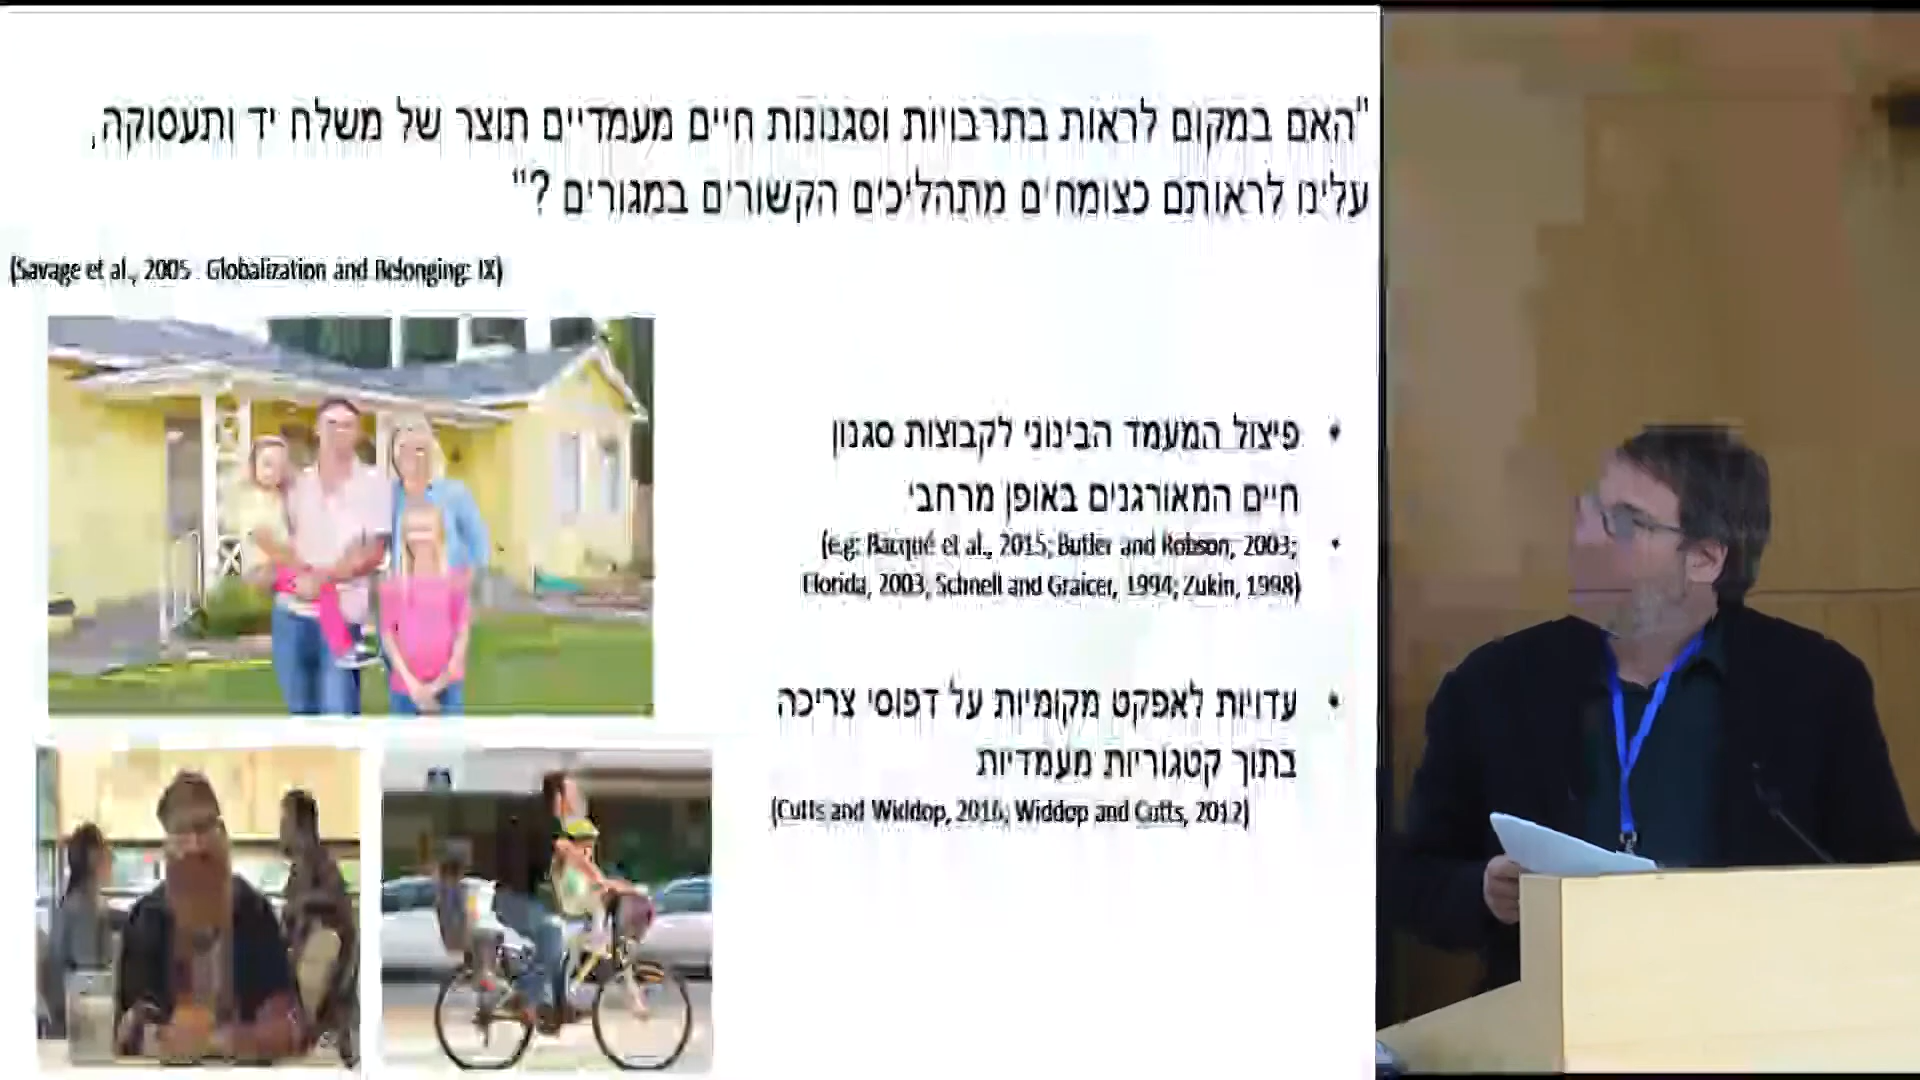 "האם במקום לראות בתרבויות וסגנונות חיים מעמדיים תוצר של משלח יד ותעסוקה,
עלינו לראותם כצומחים מתהליכים הקשורים במגורים ?"
(Savage et al., 2005 : Globalization and Belonging: IX)
• פיצול המעמד הבינוני לקבוצות סגנון
חיים המאורגנים באופן מרחבי
• (e.g: Bacqué et al., 2015; Butler and Robson, 2003;
Florida, 2003, Schnell and Graicer, 1994; Zukin, 1998)
• עדויות לאפקט מקומיות על דפוסי צריכה
בתוך קטגוריות מעמדיות
(Cutts and Widdop, 2016; Widdop and Cutts, 2012)